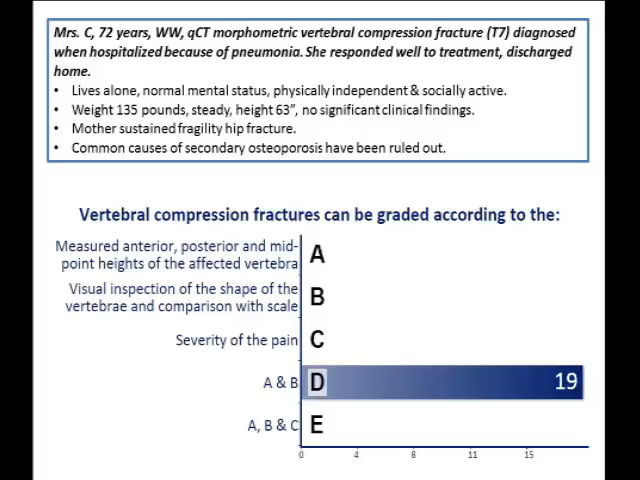 Mrs. C, 72 years, WW, qCT morphometric vertebral compression fracture (T7) diagnosed
when hospitalized because of pneumonia. She responded well to treatment, discharged
home.
• Lives alone, normal mental status, physically independent & socially active.
• Weight 135 pounds, steady, height 63”, no significant clinical findings.
• Mother sustained fragility hip fracture.
• Common causes of secondary osteoporosis have been ruled out.
Vertebral compression fractures can be graded according to the:
Measured anterior, posterior and mid-
point heights of the affected vertebra
A
Visual inspection of the shape of the
vertebrae and comparison with scale
B
Severity of the pain
C
A & B
D
19
A, B & C
E
0 4 8 11 15